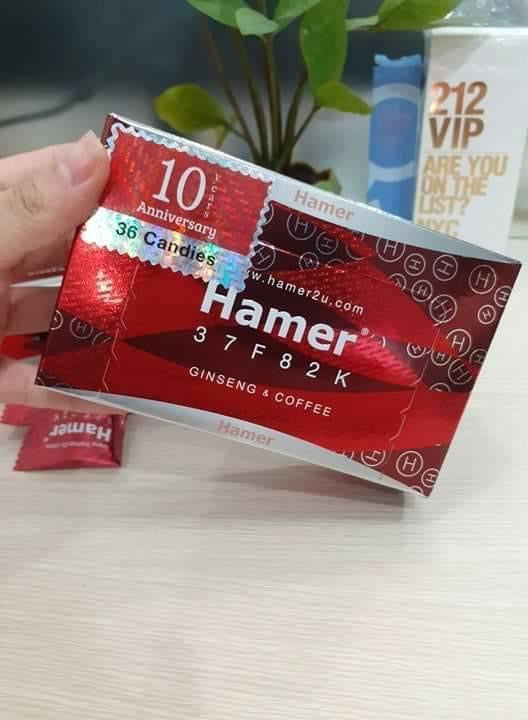 10
years
Anniversary
36 Candies
Hamer
www.hamer2u.com
Hamer®
37F82K
GINSENG & COFFEE
Hamer
Hamer®
212
VIP
ARE YOU
ON THE
LIST?
NYC